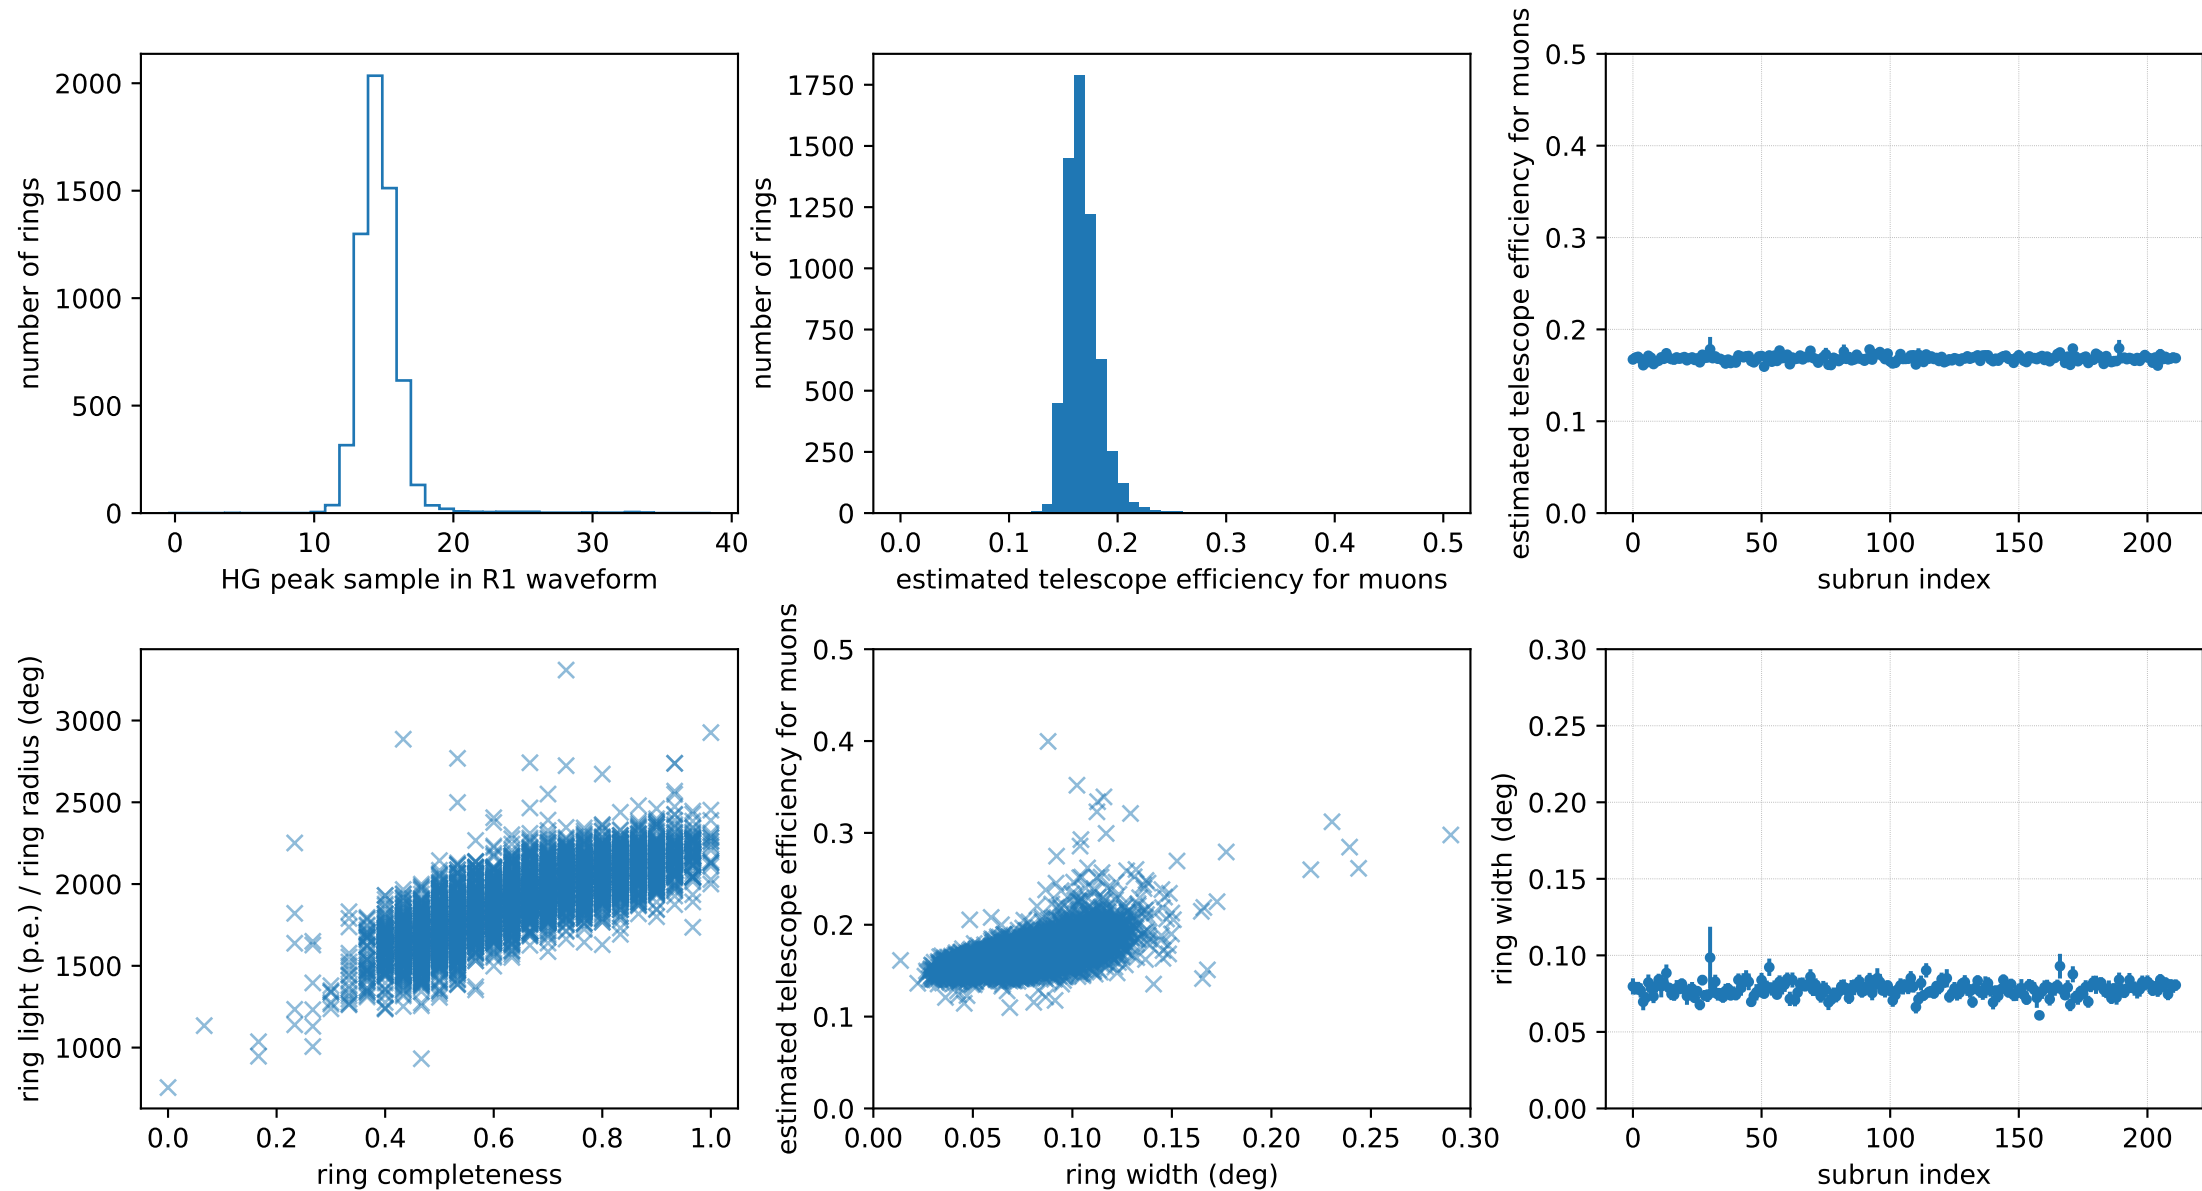 number of rings
2000
1500
1000
500
0
0 10 20 30 40
HG peak sample in R1 waveform
number of rings
1750
1500
1250
1000
750
500
250
0
0.0 0.1 0.2 0.3 0.4 0.5
estimated telescope efficiency for muons
estimated telescope efficiency for muons
0.5
0.4
0.3
0.2
0.1
0.0
0 50 100 150 200
subrun index
ring light (p.e.) / ring radius (deg)
3000
2500
2000
1500
1000
0.0 0.2 0.4 0.6 0.8 1.0
ring completeness
estimated telescope efficiency for muons
0.5
0.4
0.3
0.2
0.1
0.0
0.00 0.05 0.10 0.15 0.20 0.25 0.30
ring width (deg)
ring width (deg)
0.30
0.25
0.20
0.15
0.10
0.05
0.00
0 50 100 150 200
subrun index